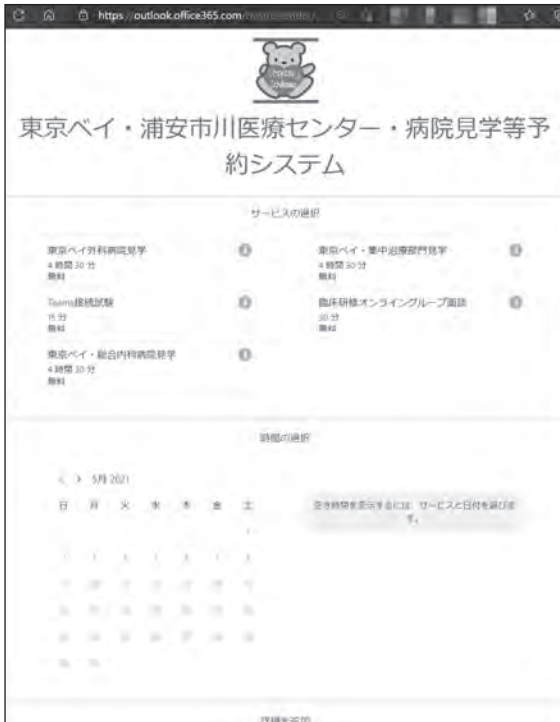 https://outlook.office365.com
東京ベイ・浦安市川医療センター・病院見学等予
約システム
サービスの選択
東京ベイ外科病院見学
4 時間 30 分
無料
東京ベイ・集中治療部門見学
4 時間 30 分
無料
Teams接続試験
15 分
無料
臨床研修オンライングループ面談
30 分
無料
東京ベイ・総合内科病院見学
4 時間 30 分
無料
時間の選択
< > 5月 2021
日 月 火 水 木 金 土
空き時間を表示するには、サービスと日付を選びま
す。
詳細を追加